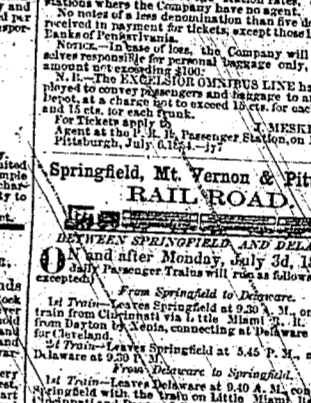 stations where the Company have no agent.
No notes of a less denomination than five do
received in payment for tickets, except those i
Banks of Pennsylvania.
NOTICE.—In case of loss, the Company will
selves responsible for personal baggage only,
amount not exceeding $100.
N. B.—The EXCELSIOR OMNIBUS LINE ha
ployed to convey passengers and baggage to an
Depot, at a charge not to exceed 15 cts. for eac
and 15 cts. for each trunk.
For Tickets apply to
J. MESKI
Agent at the P. R. R. Passenger Station, on
Pittsburgh, July 6, 1854.—jy7
Springfield, Mt. Vernon & Pit
RAIL ROAD.
BETWEEN SPRINGFIELD AND DELA
ON and after Monday, July 3d, 18
daily Passenger Trains will run as follows
excepted:
From Springfield to Delaware.
1st Train—Leaves Springfield at 9.30 A. M., on
train from Cincinnati via Little Miami R. R.
from Dayton by Xenia, connecting at Delaware
for Cleveland.
2d Train—Leaves Springfield at 5.45 P. M.,
Delaware at 9.30 P. M.
From Delaware to Springfield.
1st Train—Leaves Delaware at 9.40 A. M., con
Springfield with the train on Little Miami R.